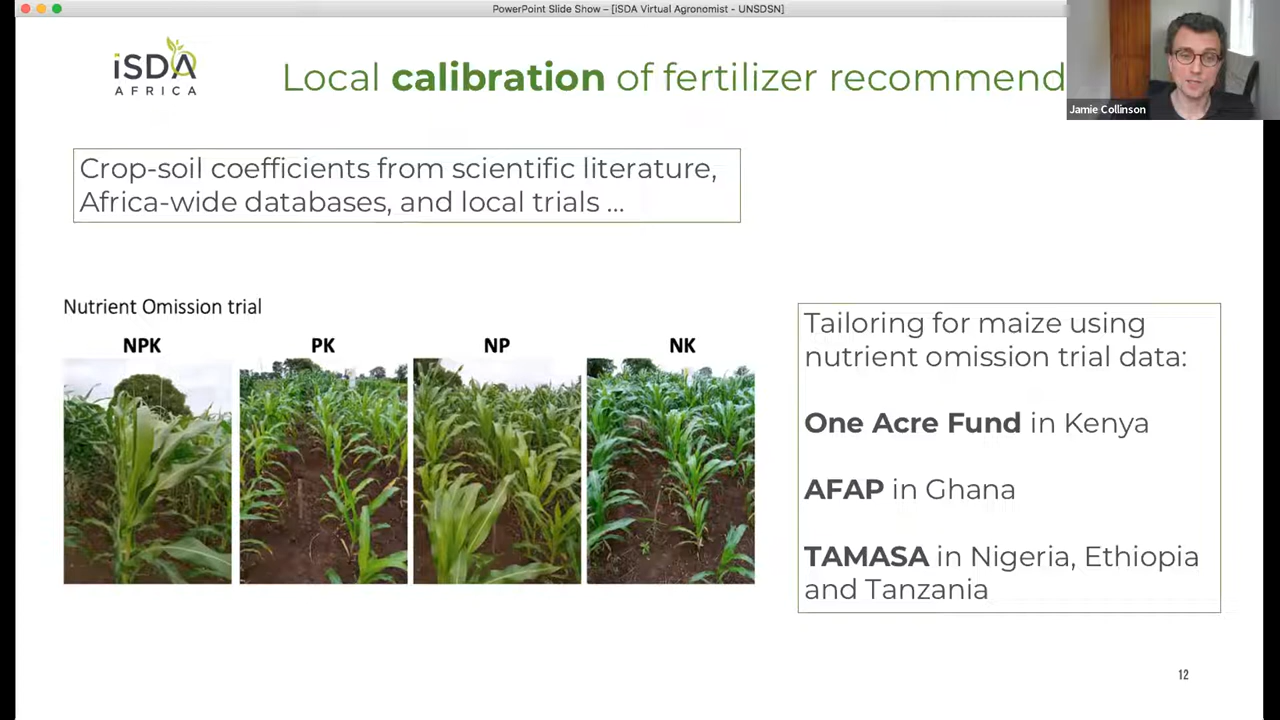 PowerPoint Slide Show – [iSDA Virtual Agronomist - UNSDSN]
iSDA
AFRICA
Local calibration of fertilizer recommend
Jamie Collinson
Crop-soil coefficients from scientific literature,
Africa-wide databases, and local trials ...
Nutrient Omission trial
NPK
PK
NP
NK
Tailoring for maize using
nutrient omission trial data:
One Acre Fund in Kenya
AFAP in Ghana
TAMASA in Nigeria, Ethiopia
and Tanzania
12